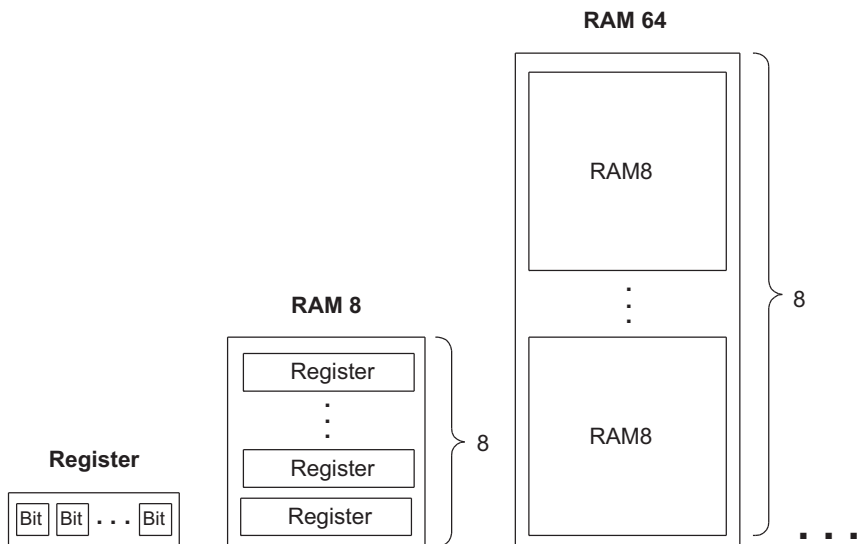 Register
Bit Bit . . . Bit
RAM 8
Register
.
.
.
Register
Register
8
RAM 64
RAM8
.
.
.
RAM8
8
. . .